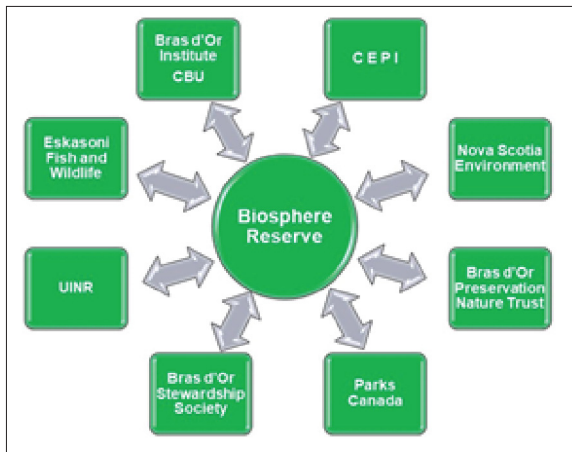 Bras d'Or
Institute
CBU
C E P I
Eskasoni
Fish and
Wildlife
Nova Scotia
Environment
Biosphere
Reserve
UINR
Bras d'Or
Preservation
Nature Trust
Bras d'Or
Stewardship
Society
Parks
Canada